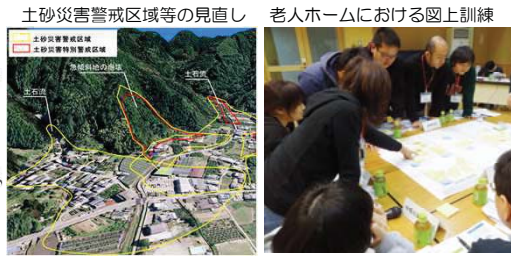 土砂災害警戒区域等の見直し
老人ホームにおける図上訓練
土砂災害警戒区域
土砂災害特別警戒区域
急傾斜地の崩壊
土石流
土石流